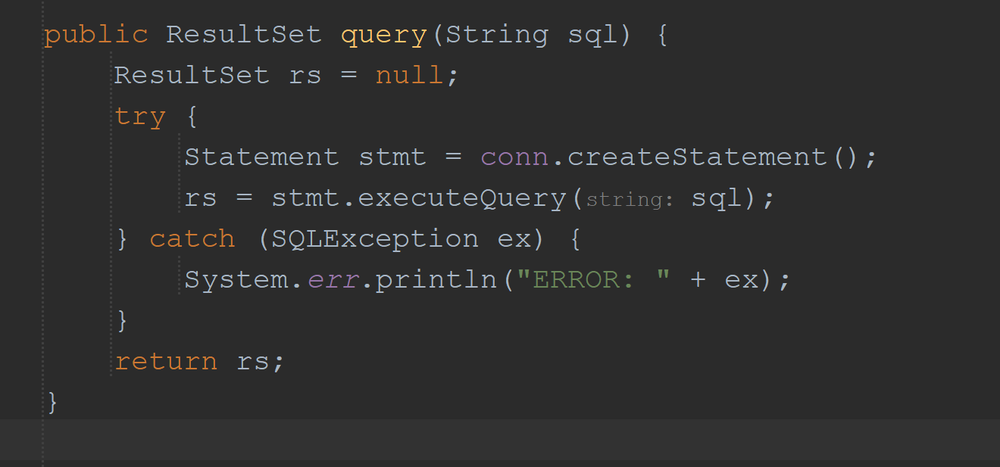 public ResultSet query(String sql) {
    ResultSet rs = null;
    try {
        Statement stmt = conn.createStatement();
        rs = stmt.executeQuery(string: sql);
    } catch (SQLException ex) {
        System.err.println("ERROR: " + ex);
    }
    return rs;
}